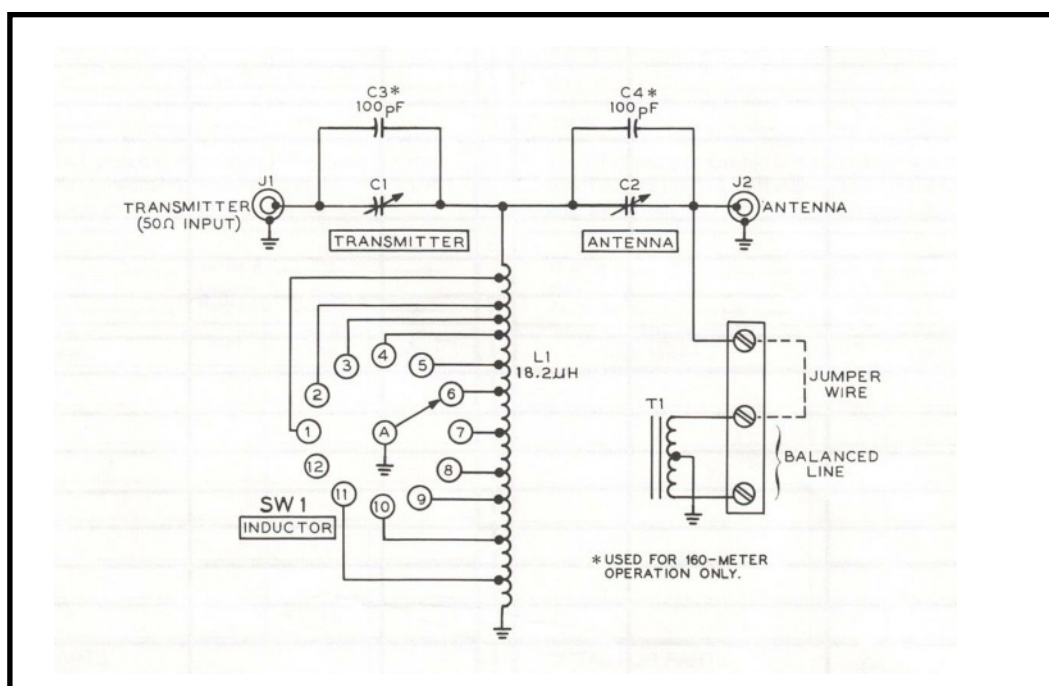 C3*
100pF
C4*
100pF
J1
C1
C2
J2
TRANSMITTER
(50Ω INPUT)
ANTENNA
TRANSMITTER
ANTENNA
L1
18.2µH
1
2
3
4
5
6
7
8
9
10
11
12
A
SW1
INDUCTOR
T1
JUMPER
WIRE
BALANCED
LINE
*USED FOR 160-METER
OPERATION ONLY.